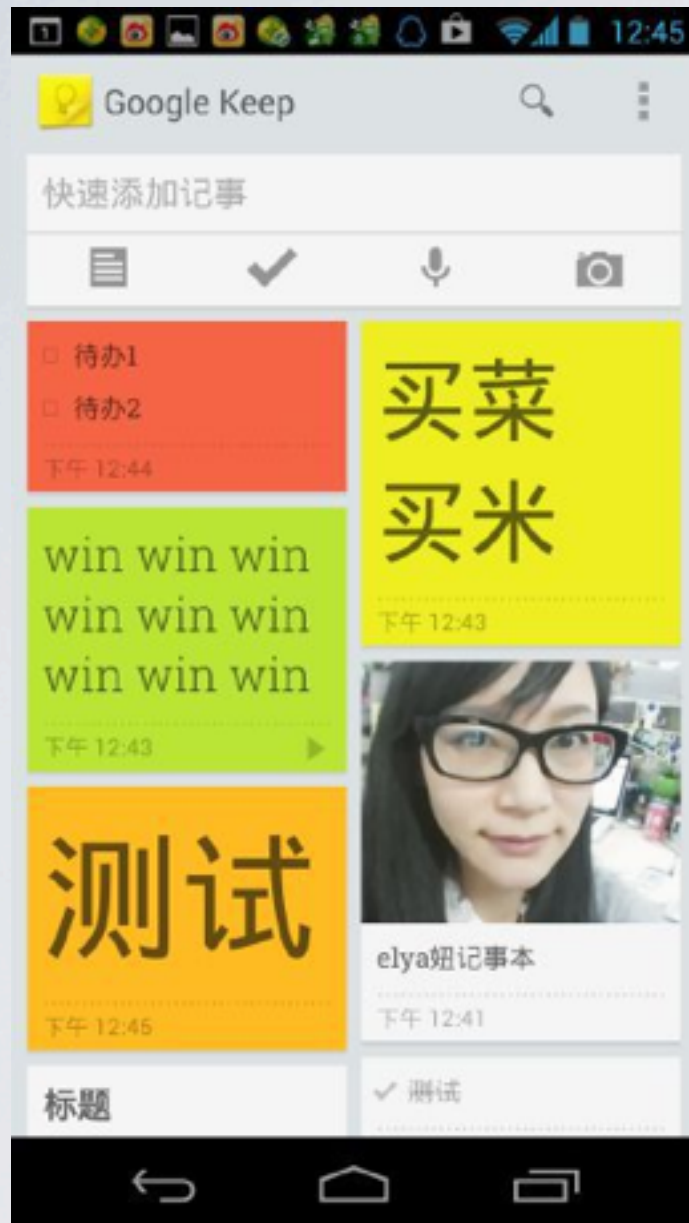 12:45
Google Keep
快速添加记事
待办1
待办2
下午 12:44
买菜
买米
下午 12:43
win win win
win win win
win win win
下午 12:43
测试
下午 12:45
elya妞记事本
下午 12:41
标题
测试